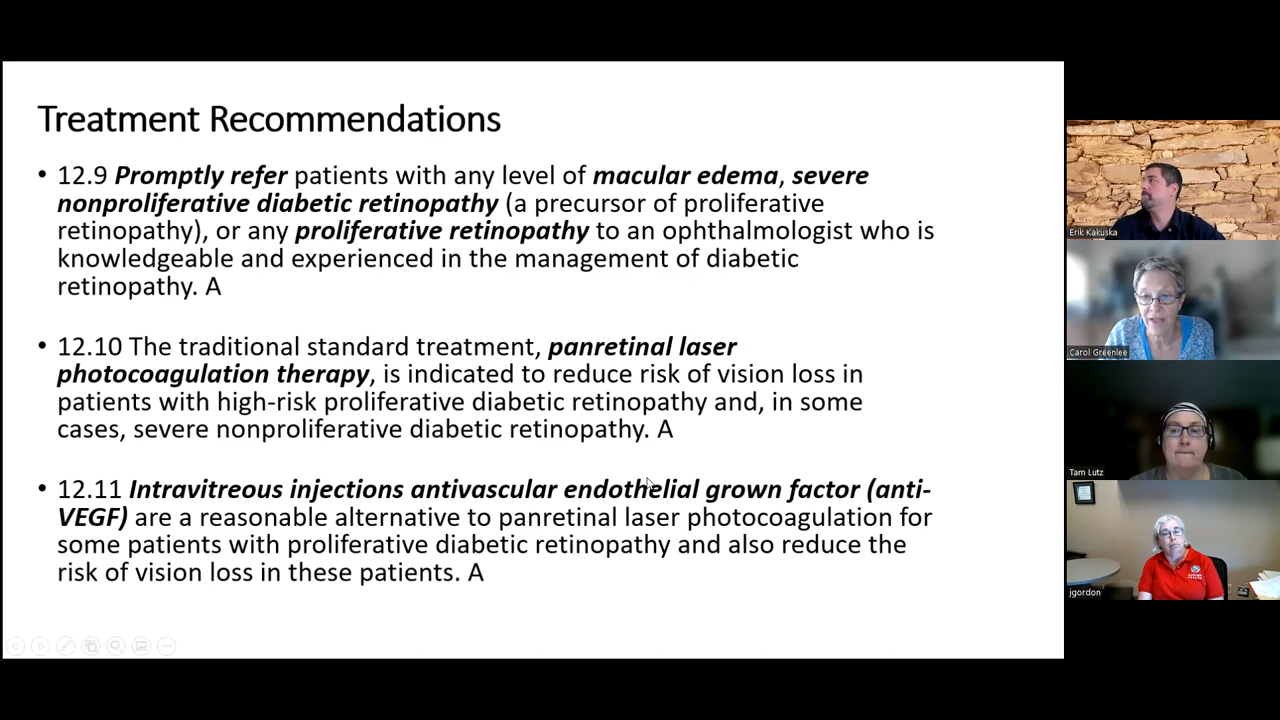 Treatment Recommendations
• 12.9 Promptly refer patients with any level of macular edema, severe
nonproliferative diabetic retinopathy (a precursor of proliferative
retinopathy), or any proliferative retinopathy to an ophthalmologist who is
knowledgeable and experienced in the management of diabetic
retinopathy. A
• 12.10 The traditional standard treatment, panretinal laser
photocoagulation therapy, is indicated to reduce risk of vision loss in
patients with high-risk proliferative diabetic retinopathy and, in some
cases, severe nonproliferative diabetic retinopathy. A
• 12.11 Intravitreous injections antivascular endothelial grown factor (anti-
VEGF) are a reasonable alternative to panretinal laser photocoagulation for
some patients with proliferative diabetic retinopathy and also reduce the
risk of vision loss in these patients. A
Erik Kakuska
Carol Greenlee
Tam Lutz
jgordon